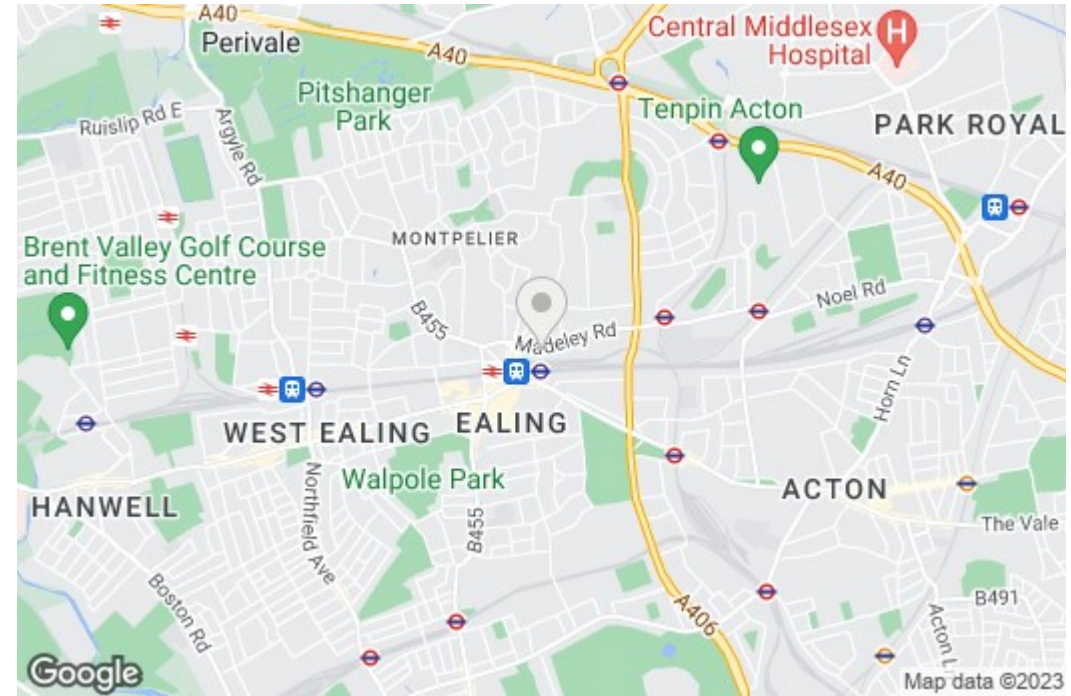 A40
Central Middlesex
Hospital
H
Perivale
A40
Pitshanger
Park
Tenpin Acton
Ruislip Rd E
Argyle Rd
PARK ROYAL
A40
MONTPELIER
Brent Valley Golf Course
and Fitness Centre
Noel Rd
B455
Madeley Rd
Horn Ln
EALING
WEST EALING
Walpole Park
ACTON
HANWELL
Northfield Ave
B455
The Vale
Boston Rd
A406
B491
Acton L
Google
Map data ©2023